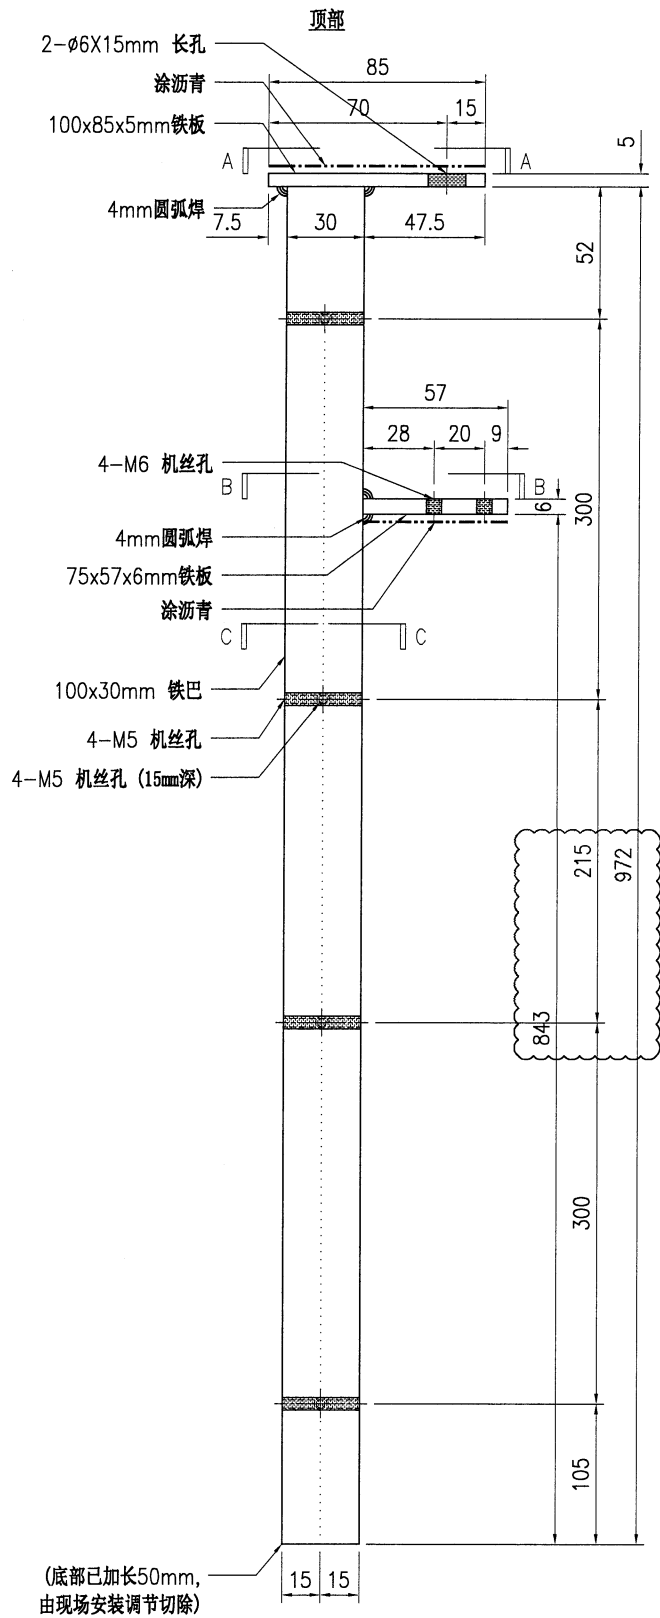 顶部
2-φ6X15mm 长孔
85
涂沥青
70
15
100x85x5mm铁板
A
A
5
4mm圆弧焊
7.5
30
47.5
52
57
28
20
9
4-M6 机丝孔
B
B
6
300
4mm圆弧焊
75x57x6mm铁板
涂沥青
C
C
100x30mm 铁巴
4-M5 机丝孔
4-M5 机丝孔 (15mm深)
215
972
843
300
105
(底部已加长50mm,
15
15
由现场安装调节切除)